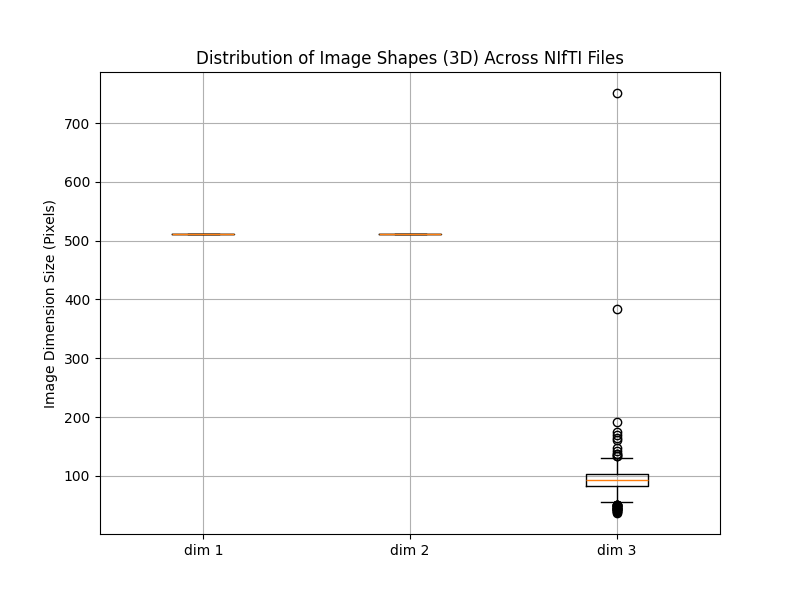 Distribution of Image Shapes (3D) Across NIfTI Files
Image Dimension Size (Pixels)
700
600
500
400
300
200
100
dim 1
dim 2
dim 3